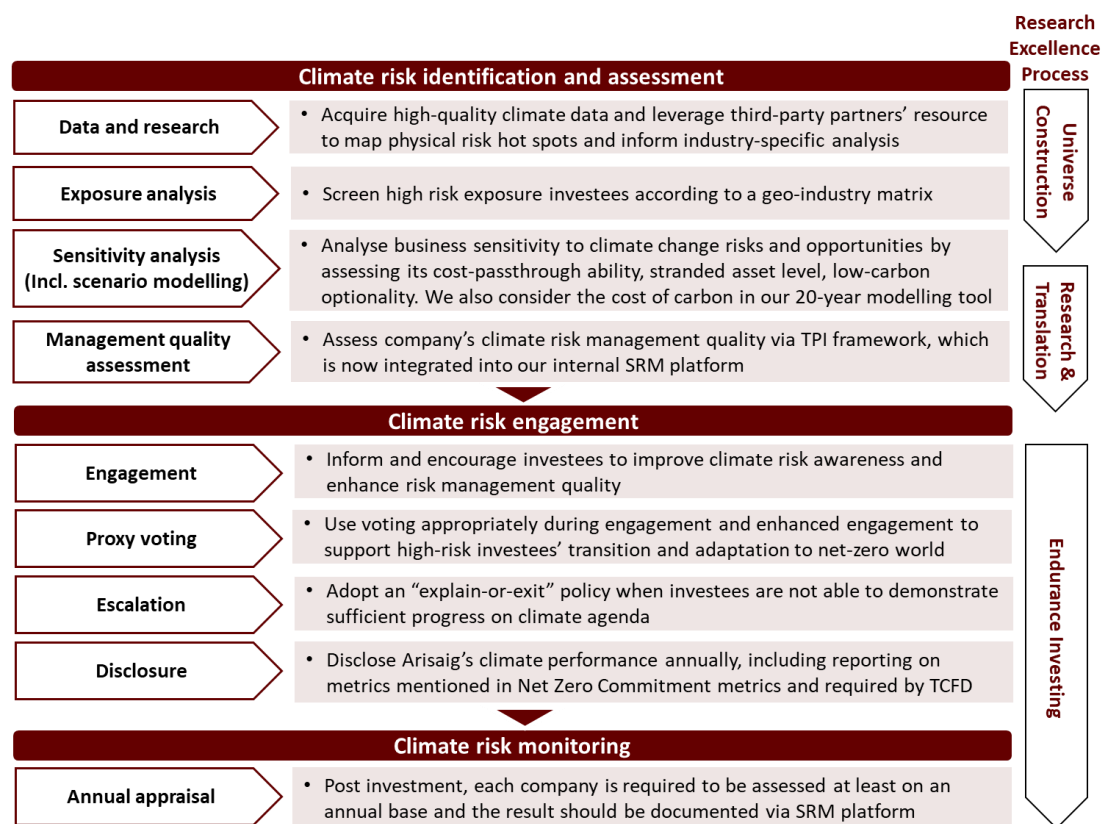 Research
Excellence
Process
Climate risk identification and assessment
Data and research
• Acquire high-quality climate data and leverage third-party partners’ resource
to map physical risk hot spots and inform industry-specific analysis
Exposure analysis
• Screen high risk exposure investees according to a geo-industry matrix
Universe
Construction
Sensitivity analysis
(Incl. scenario modelling)
• Analyse business sensitivity to climate change risks and opportunities by
assessing its cost-passthrough ability, stranded asset level, low-carbon
optionality. We also consider the cost of carbon in our 20-year modelling tool
Management quality
assessment
• Assess company’s climate risk management quality via TPI framework, which
is now integrated into our internal SRM platform
Research &
Translation
Climate risk engagement
Engagement
• Inform and encourage investees to improve climate risk awareness and
enhance risk management quality
Proxy voting
• Use voting appropriately during engagement and enhanced engagement to
support high-risk investees’ transition and adaptation to net-zero world
Escalation
• Adopt an “explain-or-exit” policy when investees are not able to demonstrate
sufficient progress on climate agenda
Disclosure
• Disclose Arisaig’s climate performance annually, including reporting on
metrics mentioned in Net Zero Commitment metrics and required by TCFD
Endurance Investing
Climate risk monitoring
Annual appraisal
• Post investment, each company is required to be assessed at least on an
annual base and the result should be documented via SRM platform